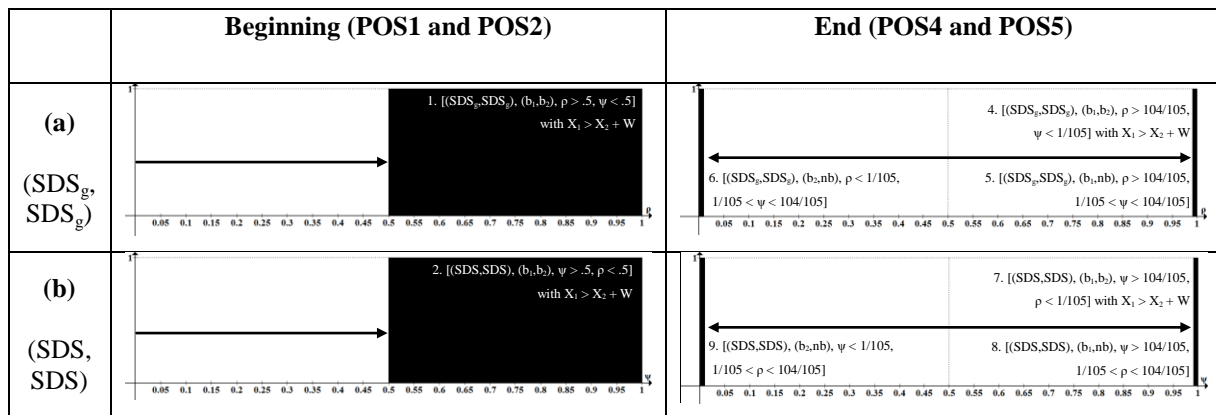 Beginning (POS1 and POS2)
End (POS4 and POS5)
(a)
(SDSg,
SDSg)
1
1. [(SDSg,SDSg), (b1,b2), ρ > .5, ψ < .5]
with X1 > X2 + W
0.05 0.1 0.15 0.2 0.25 0.3 0.35 0.4 0.45 0.5 0.55 0.6 0.65 0.7 0.75 0.8 0.85 0.9 0.95 1
ρ
1
4. [(SDSg,SDSg), (b1,b2), ρ > 104/105,
ψ < 1/105] with X1 > X2 + W
6. [(SDSg,SDSg), (b2,nb), ρ < 1/105,
1/105 < ψ < 104/105]
5. [(SDSg,SDSg), (b1,nb), ρ > 104/105,
1/105 < ψ < 104/105]
0.05 0.1 0.15 0.2 0.25 0.3 0.35 0.4 0.45 0.5 0.55 0.6 0.65 0.7 0.75 0.8 0.85 0.9 0.95 1
ρ
(b)
(SDS,
SDS)
1
2. [(SDS,SDS), (b1,b2), ψ > .5, ρ < .5]
with X1 > X2 + W
0.05 0.1 0.15 0.2 0.25 0.3 0.35 0.4 0.45 0.5 0.55 0.6 0.65 0.7 0.75 0.8 0.85 0.9 0.95 1
ψ
1
7. [(SDS,SDS), (b1,b2), ψ > 104/105,
ρ < 1/105] with X1 > X2 + W
9. [(SDS,SDS), (b2,nb), ψ < 1/105,
1/105 < ρ < 104/105]
8. [(SDS,SDS), (b1,nb), ψ > 104/105,
1/105 < ρ < 104/105]
0.05 0.1 0.15 0.2 0.25 0.3 0.35 0.4 0.45 0.5 0.55 0.6 0.65 0.7 0.75 0.8 0.85 0.9 0.95 1
ψ